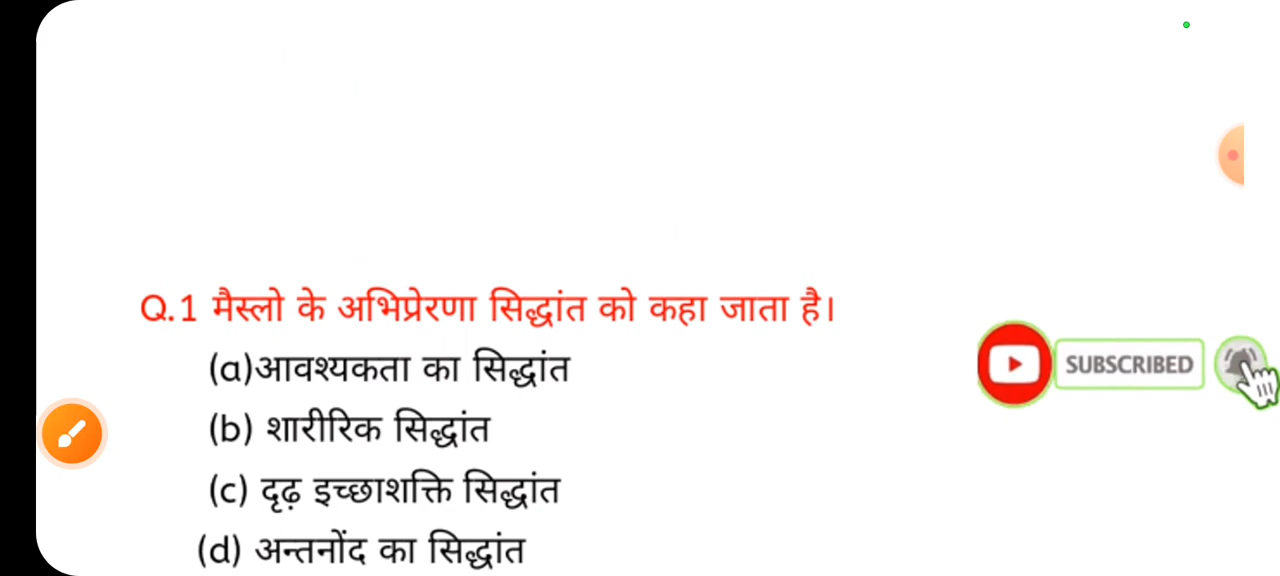 Q.1 मैस्लो के अभिप्रेरणा सिद्धांत को कहा जाता है।
(a)आवश्यकता का सिद्धांत
SUBSCRIBED
(b) शारीरिक सिद्धांत
(c) दृढ़ इच्छाशक्ति सिद्धांत
(d) अन्तनोंद का सिद्धांत